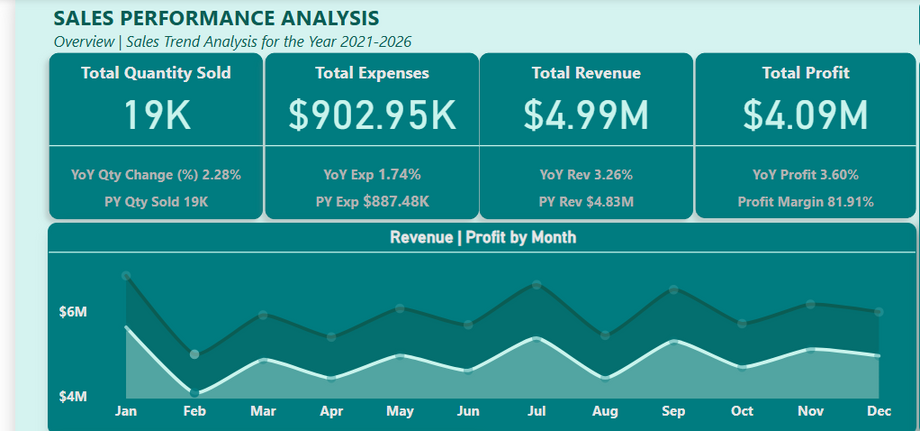 SALES PERFORMANCE ANALYSIS
Overview | Sales Trend Analysis for the Year 2021-2026
Total Quantity Sold
19K
YoY Qty Change (%) 2.28%
PY Qty Sold 19K
Total Expenses
$902.95K
YoY Exp 1.74%
PY Exp $887.48K
Total Revenue
$4.99M
YoY Rev 3.26%
PY Rev $4.83M
Total Profit
$4.09M
YoY Profit 3.60%
Profit Margin 81.91%
Revenue | Profit by Month
$6M
$4M
Jan Feb Mar Apr May Jun Jul Aug Sep Oct Nov Dec